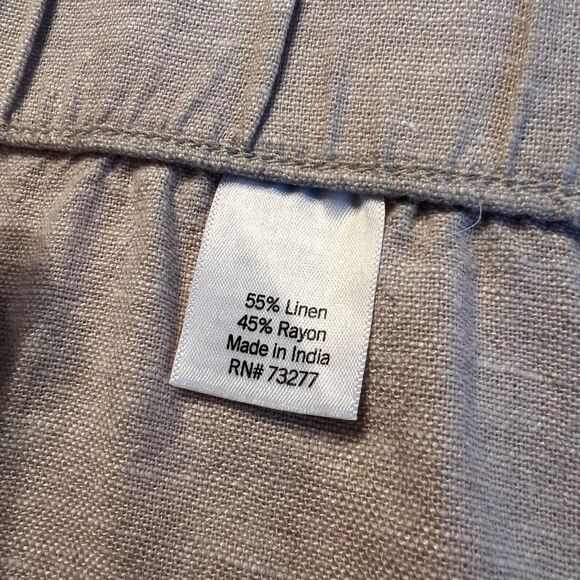 55% Linen
45% Rayon
Made in India
RN# 73277